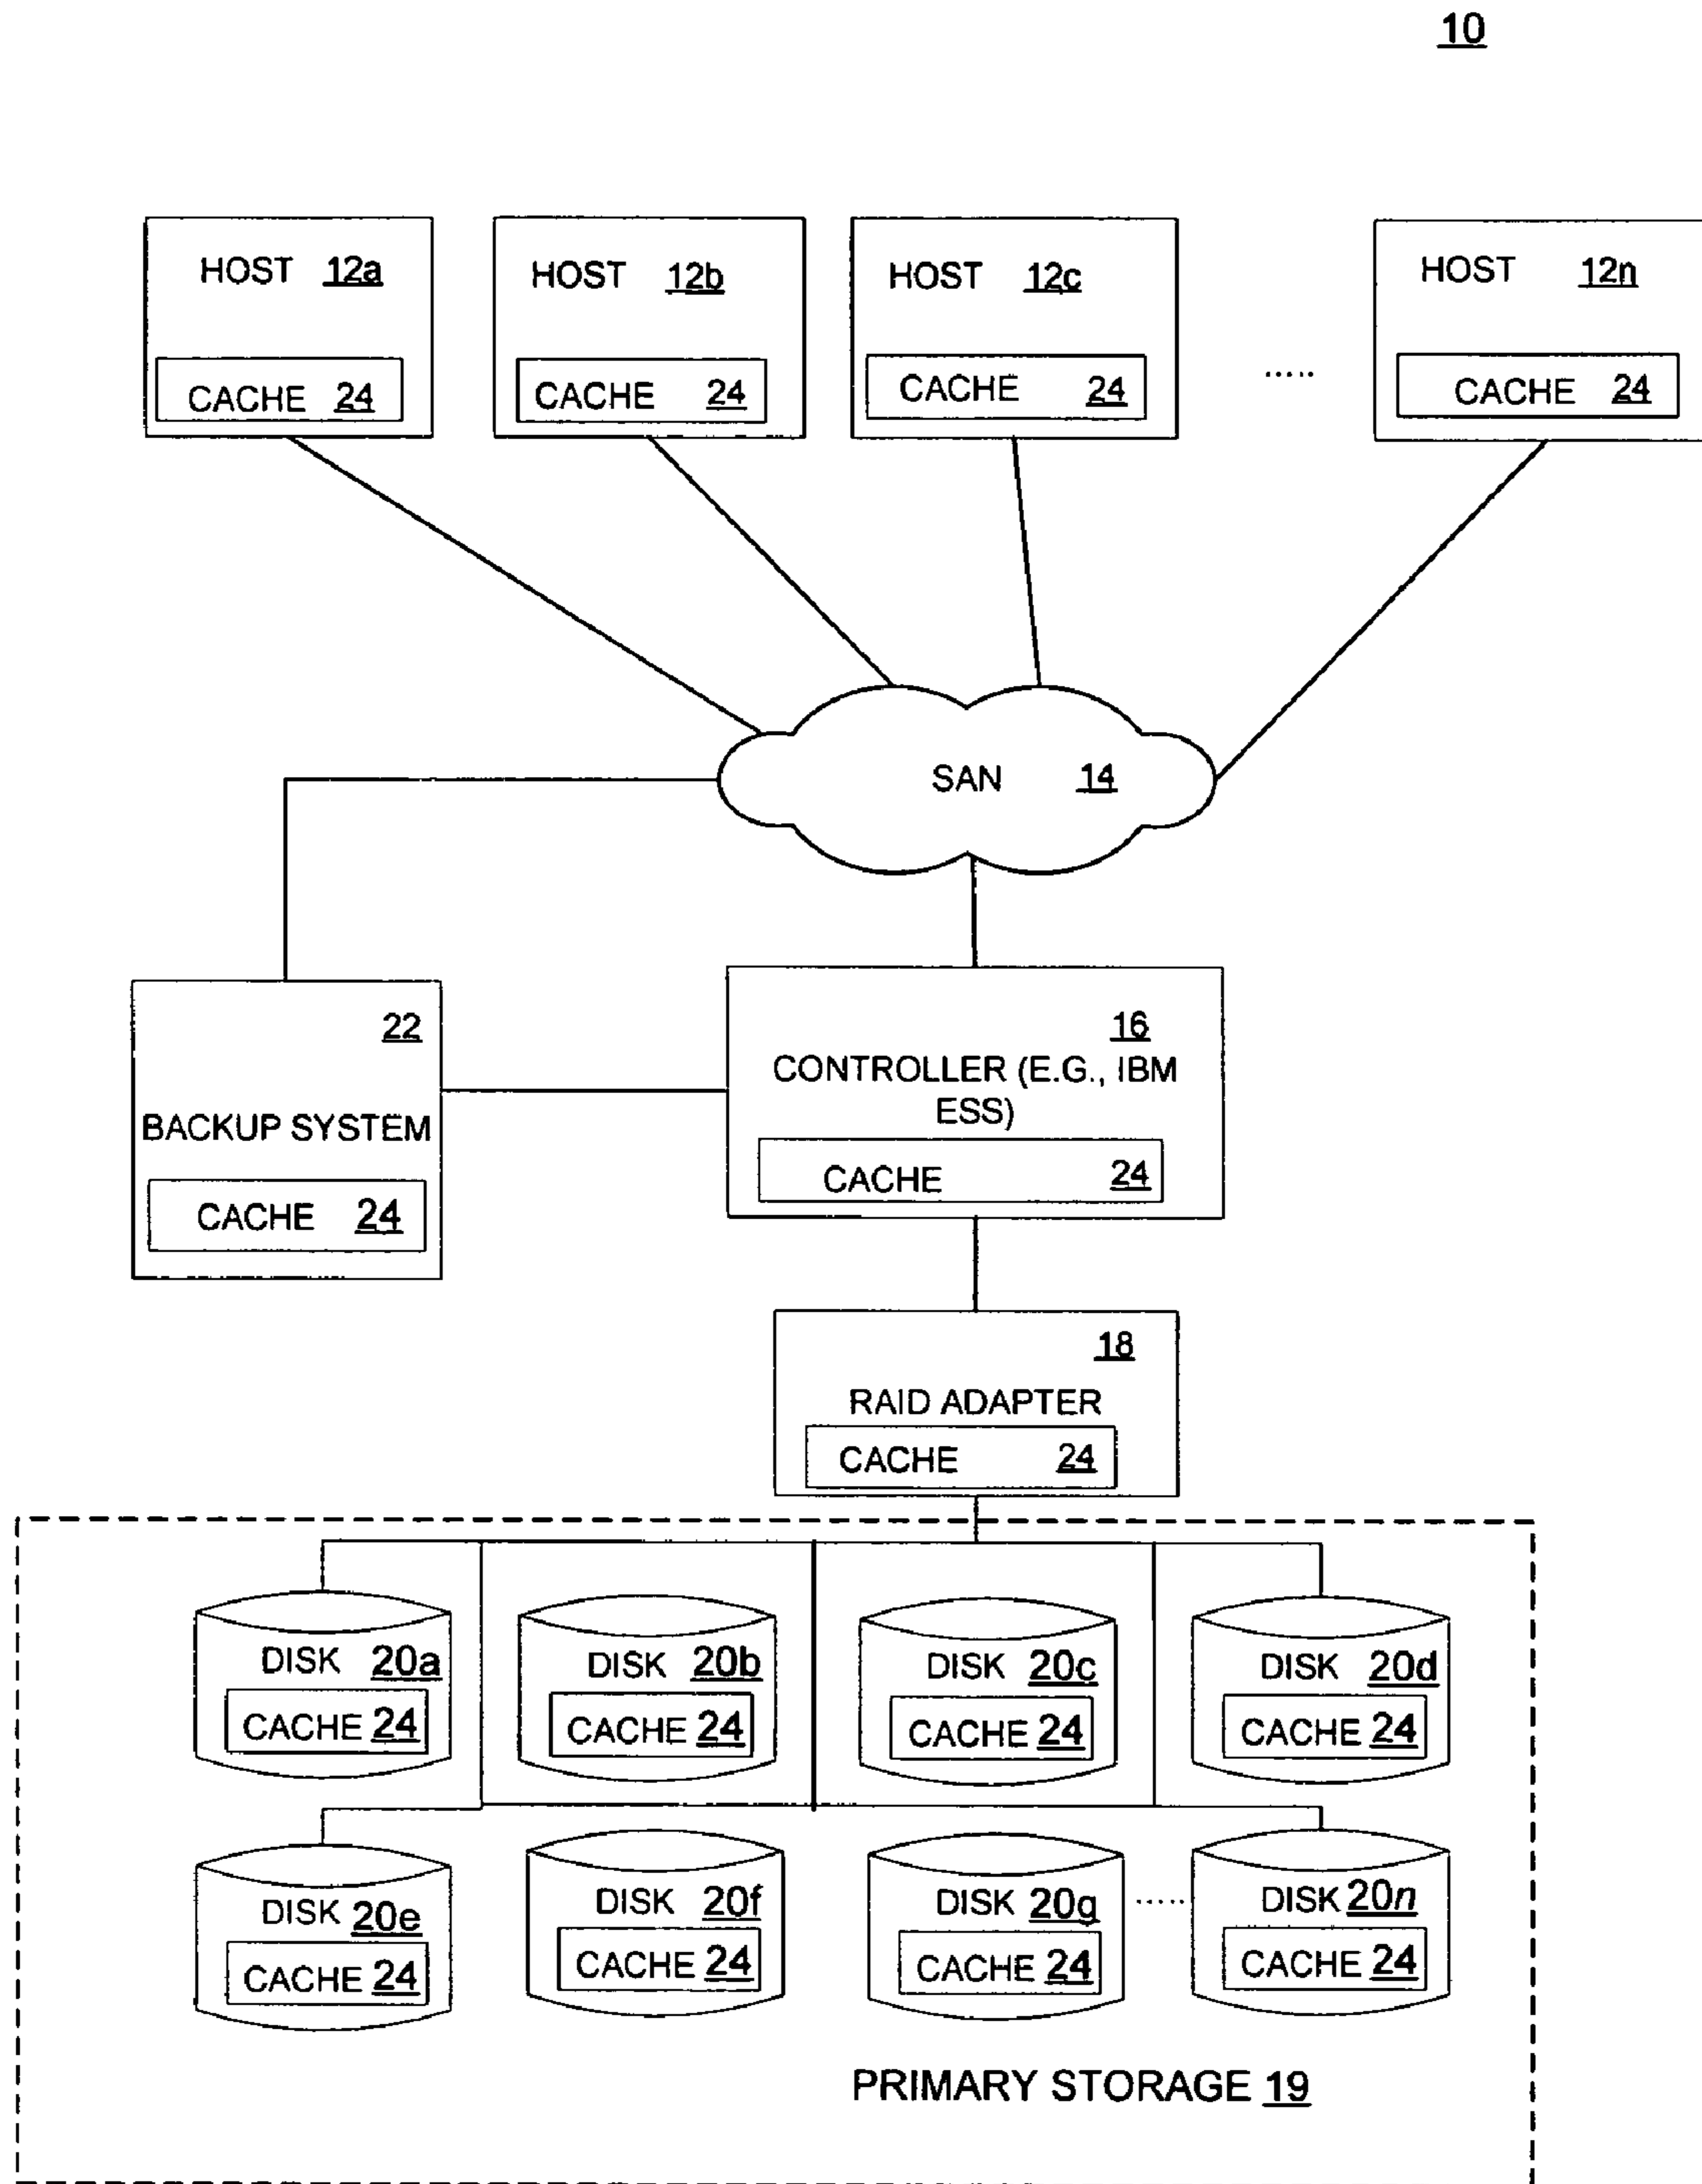 10
HOST 12a
CACHE 24
HOST 12b
CACHE 24
HOST 12c
CACHE 24
.....
HOST 12n
CACHE 24
SAN 14
22
BACKUP SYSTEM
CACHE 24
16
CONTROLLER (E.G., IBM
ESS)
CACHE 24
18
RAID ADAPTER
CACHE 24
DISK 20a
CACHE 24
DISK 20b
CACHE 24
DISK 20c
CACHE 24
DISK 20d
CACHE 24
DISK 20e
CACHE 24
DISK 20f
CACHE 24
DISK 20g
CACHE 24
.....
DISK 20n
CACHE 24
PRIMARY STORAGE 19